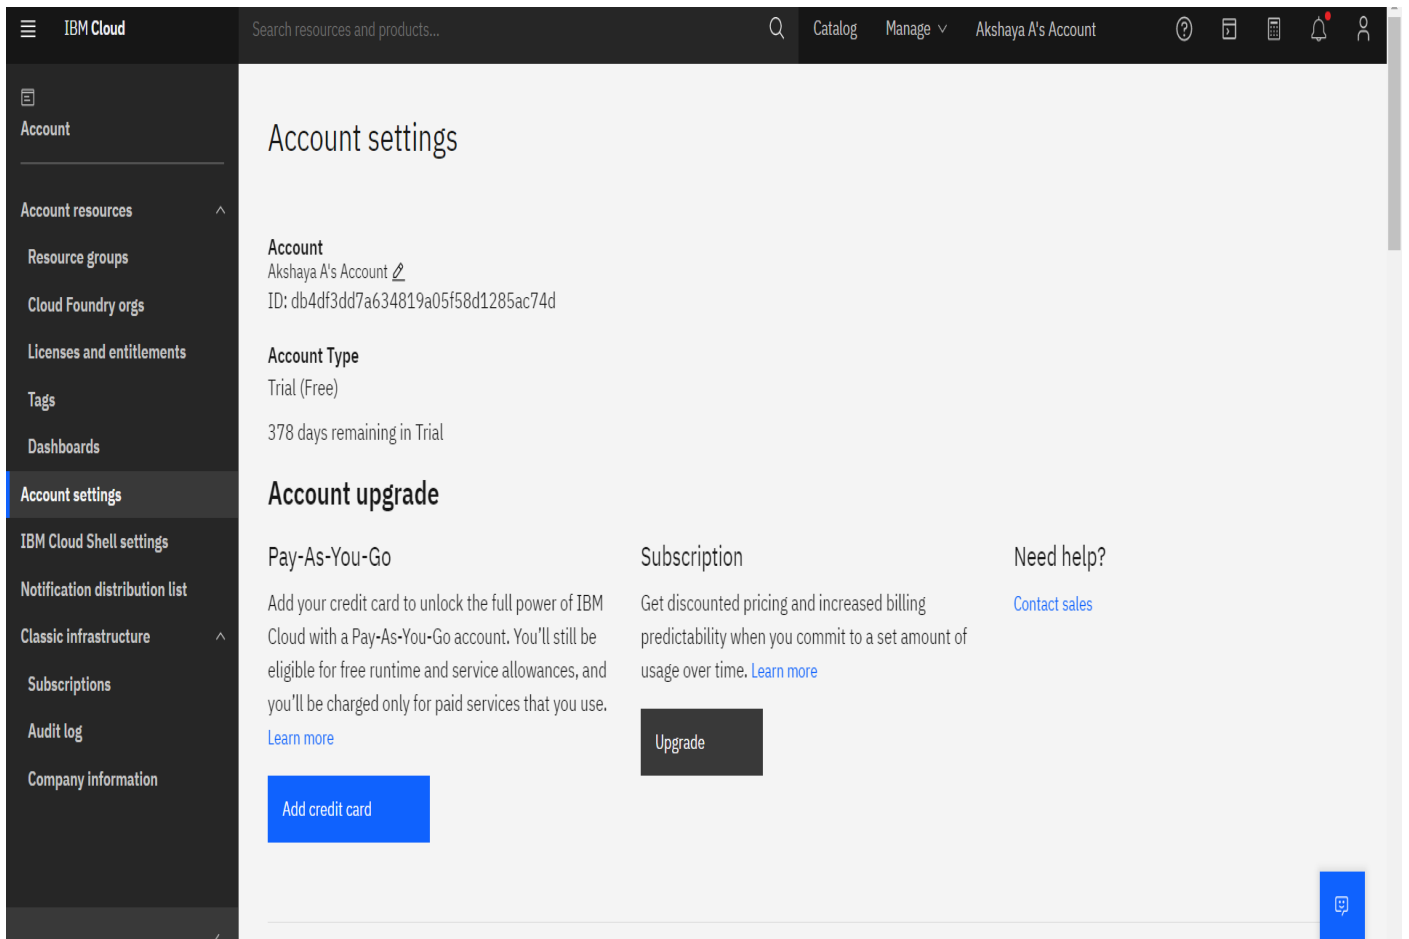 IBM Cloud
Search resources and products...
Catalog
Manage
Akshaya A's Account
Account
Account resources
Resource groups
Cloud Foundry orgs
Licenses and entitlements
Tags
Dashboards
Account settings
IBM Cloud Shell settings
Notification distribution list
Classic infrastructure
Subscriptions
Audit log
Company information
Account settings
Account
Akshaya A's Account
ID: db4df3dd7a634819a05f58d1285ac74d
Account Type
Trial (Free)
378 days remaining in Trial
Account upgrade
Pay-As-You-Go
Add your credit card to unlock the full power of IBM
Cloud with a Pay-As-You-Go account. You'll still be
eligible for free runtime and service allowances, and
you'll be charged only for paid services that you use.
Learn more
Add credit card
Subscription
Get discounted pricing and increased billing
predictability when you commit to a set amount of
usage over time. Learn more
Upgrade
Need help?
Contact sales